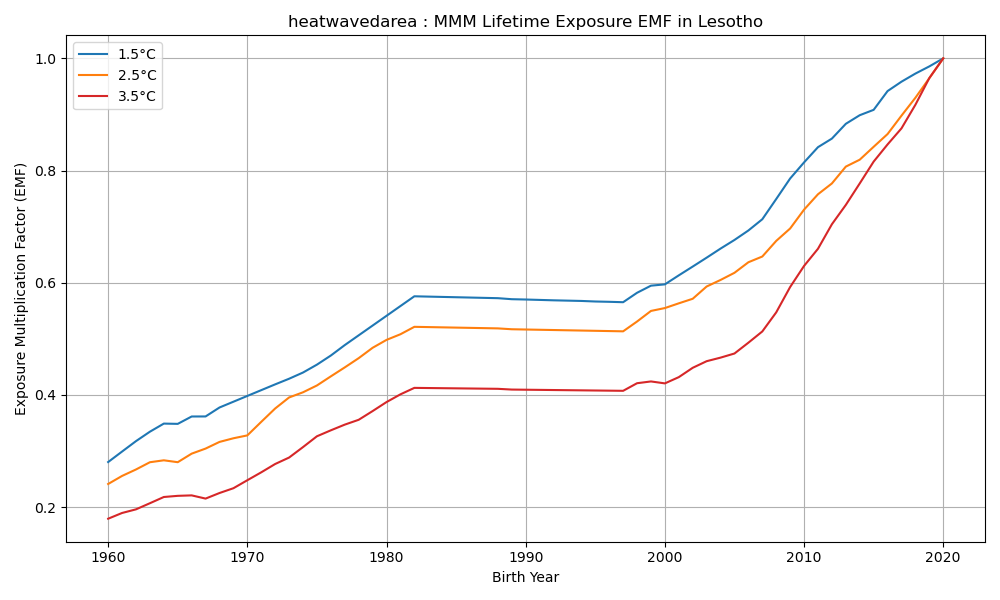 heatwavedarea : MMM Lifetime Exposure EMF in Lesotho
1.5°C
2.5°C
3.5°C
Exposure Multiplication Factor (EMF)
1.0
0.8
0.6
0.4
0.2
1960 1970 1980 1990 2000 2010 2020
Birth Year